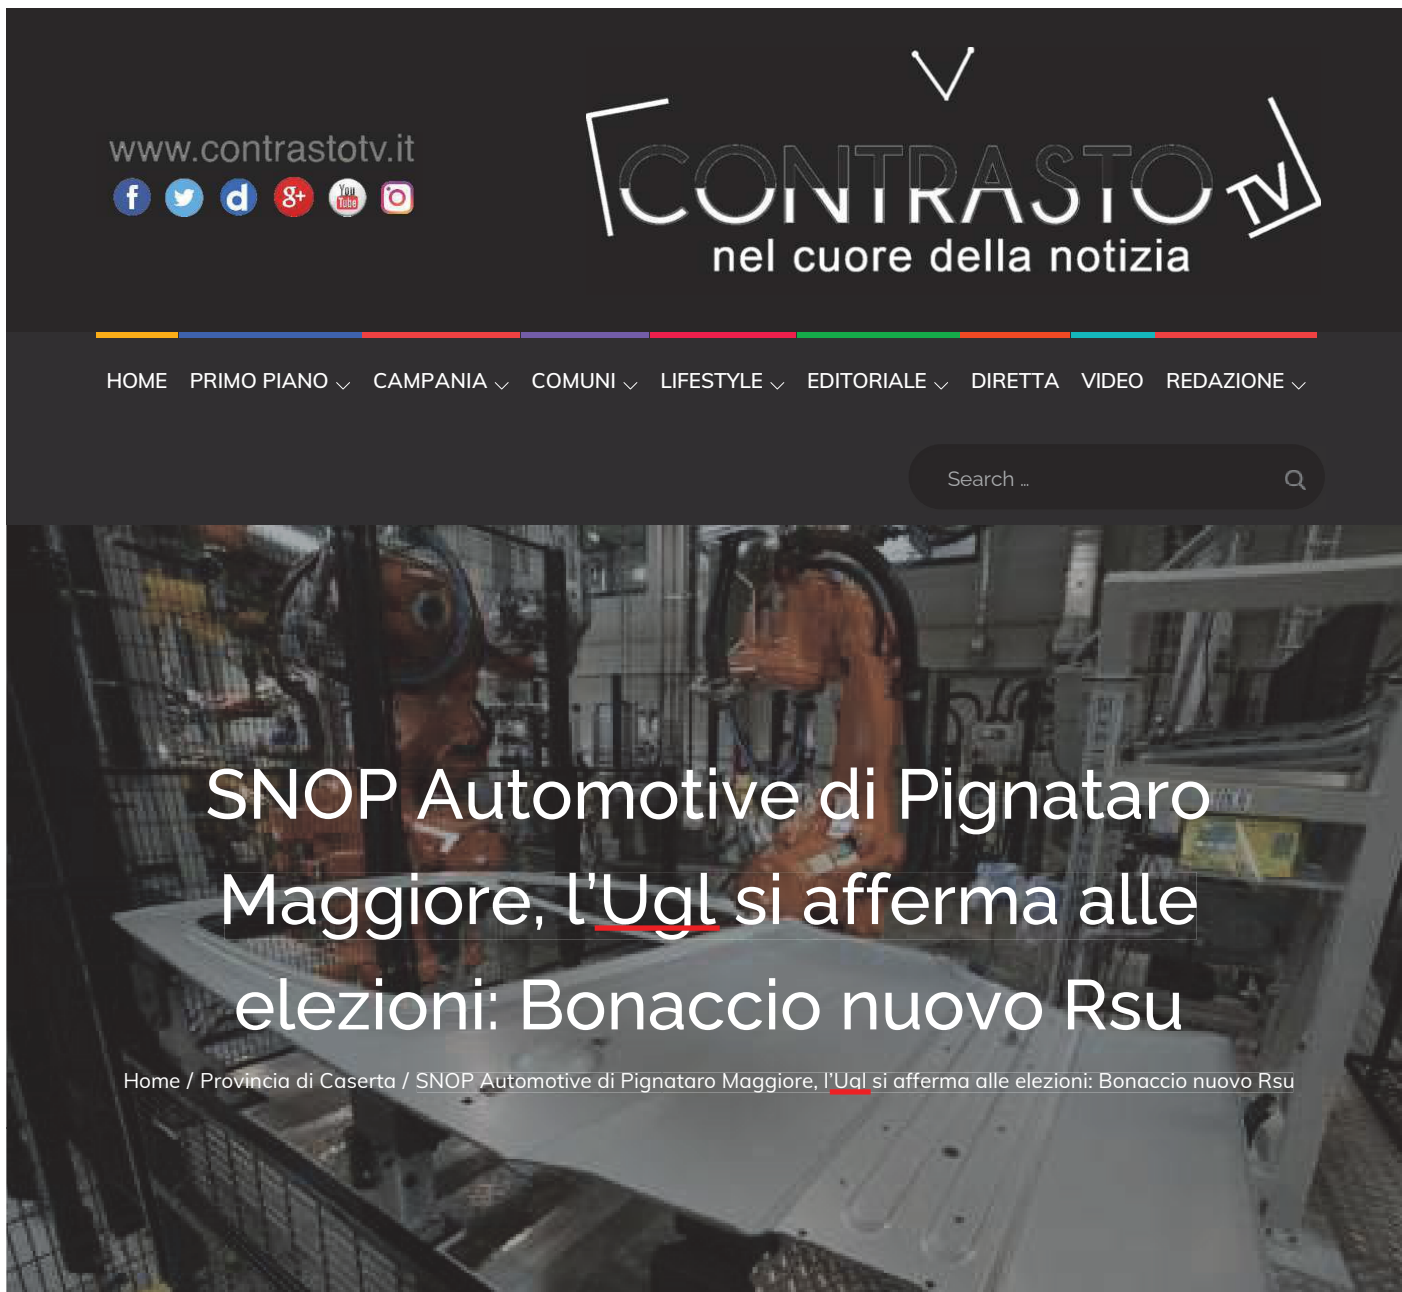 www.contrastotv.it
f d g+ You Tube
CONTRASTO TV
nel cuore della notizia
HOME PRIMO PIANO CAMPANIA COMUNI LIFESTYLE EDITORIALE DIRETTA VIDEO REDAZIONE
Search ...
SNOP Automotive di Pignataro
Maggiore, l’Ugl si afferma alle
elezioni: Bonaccio nuovo Rsu
Home / Provincia di Caserta / SNOP Automotive di Pignataro Maggiore, l’Ugl si afferma alle elezioni: Bonaccio nuovo Rsu